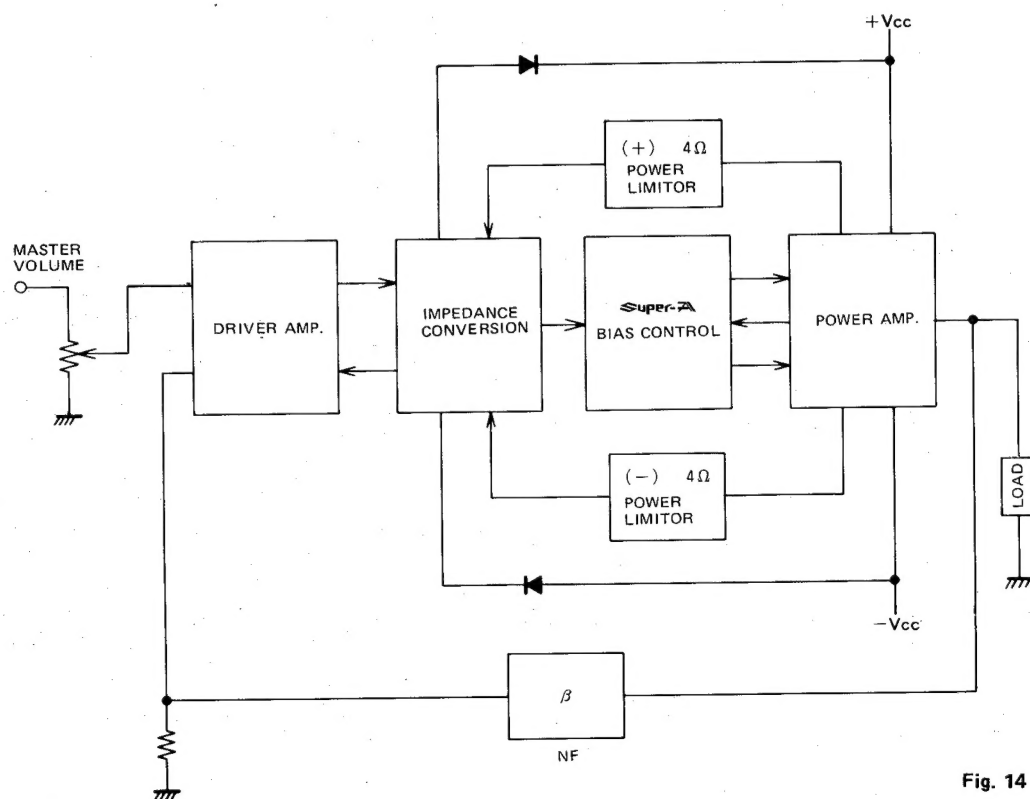 +Vcc
(+) 4Ω
POWER
LIMITOR
MASTER
VOLUME
DRIVER AMP.
IMPEDANCE
CONVERSION
Super-A
BIAS CONTROL
POWER AMP.
(−) 4Ω
POWER
LIMITOR
LOAD
−Vcc
β
NF
Fig. 14